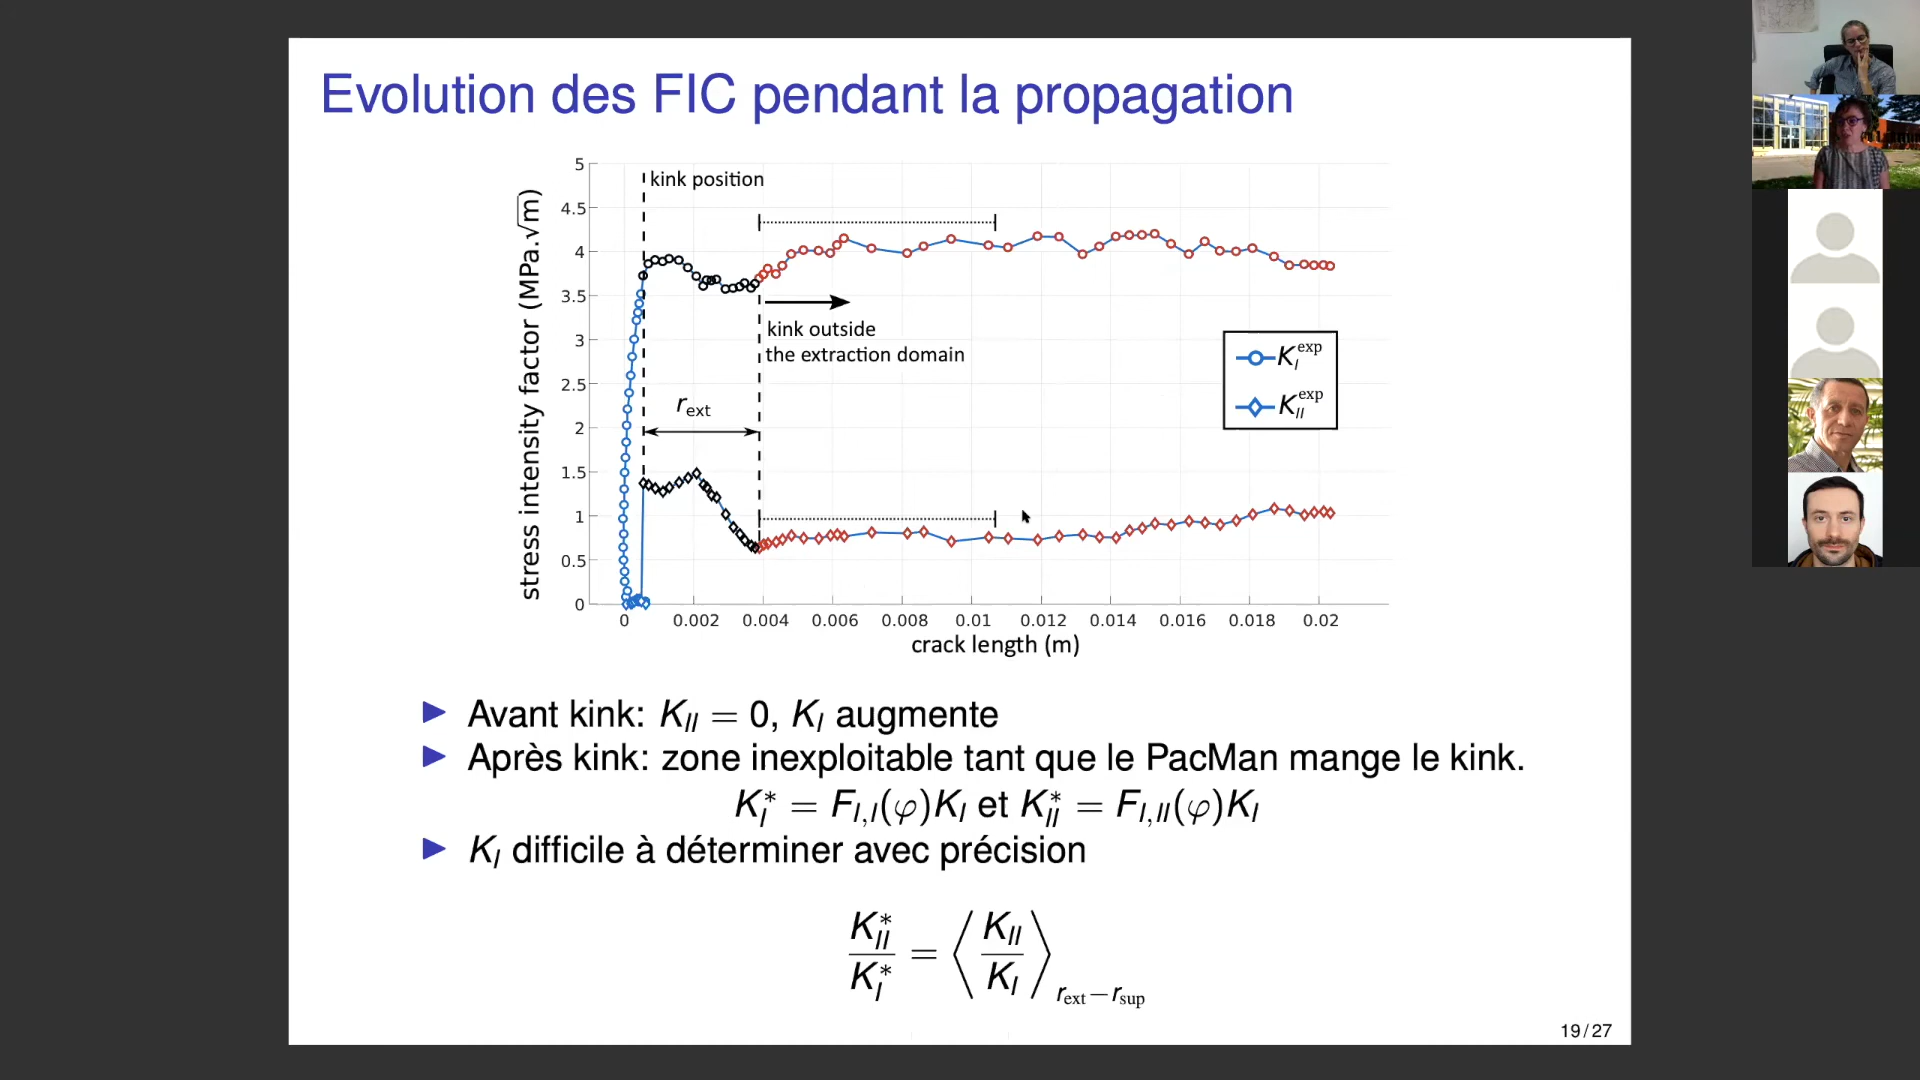 Evolution des FIC pendant la propagation
stress intensity factor (MPa.√m)
5
4.5
4
3.5
3
2.5
2
1.5
1
0.5
0
kink position
kink outside
the extraction domain
r_ext
K_I^exp
K_II^exp
0 0.002 0.004 0.006 0.008 0.01 0.012 0.014 0.016 0.018 0.02
crack length (m)
▶ Avant kink: K_II = 0, K_I augmente
▶ Après kink: zone inexploitable tant que le PacMan mange le kink.
K_I^* = F_{I,I}(φ)K_I et K_II^* = F_{I,II}(φ)K_I
▶ K_I difficile à déterminer avec précision
K_II^*/K_I^* = ⟨K_II/K_I⟩_{r_ext−r_sup}
19/27